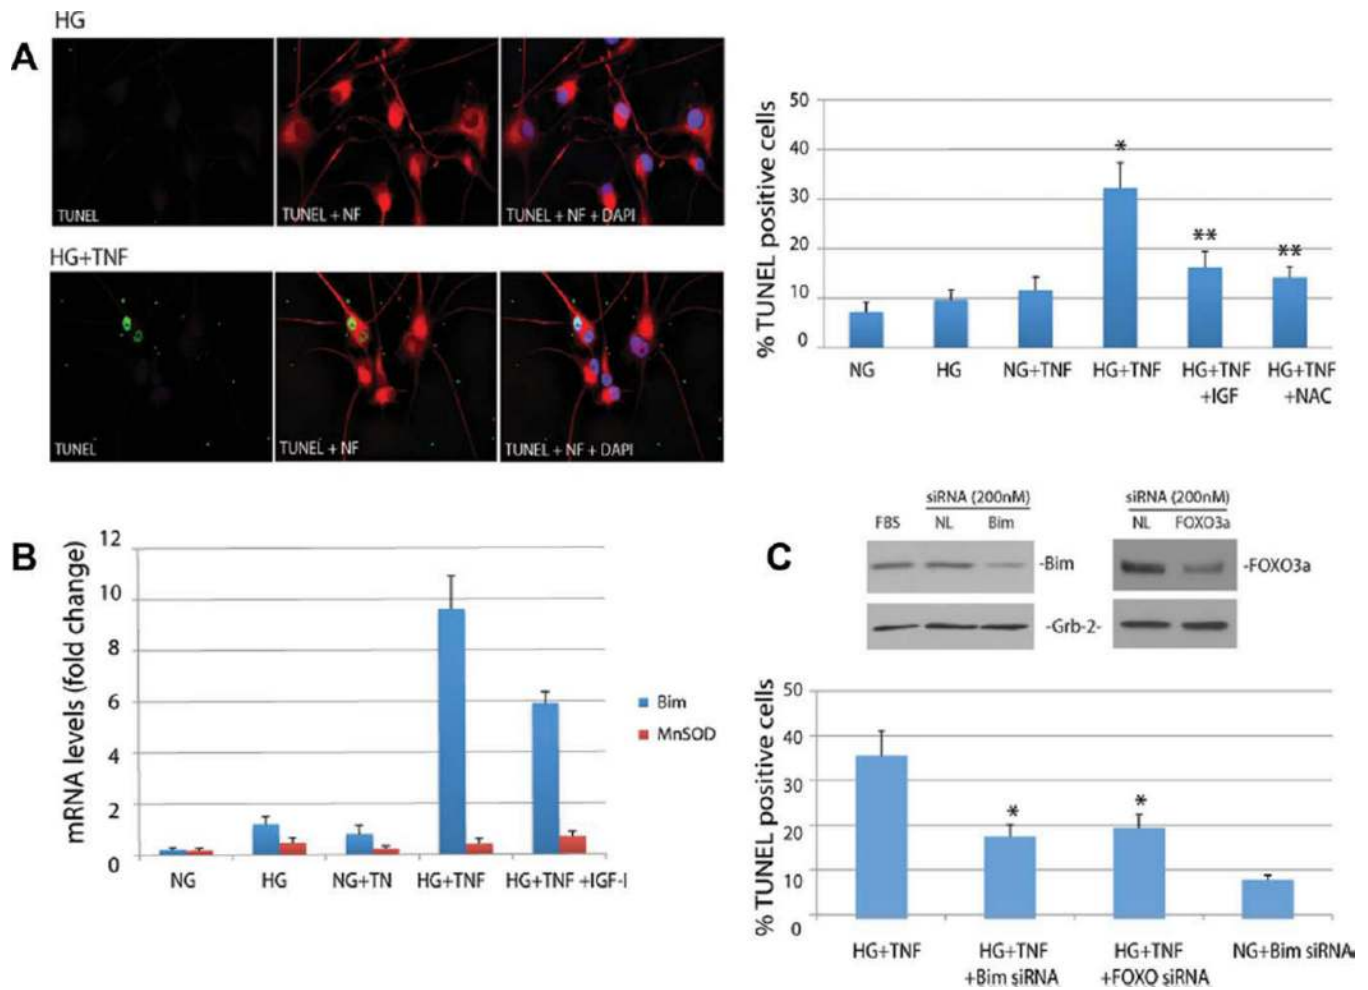 HG
A
TUNEL
TUNEL + NF
TUNEL + NF + DAPI
HG+TNF
TUNEL
TUNEL + NF
TUNEL + NF + DAPI
% TUNEL positive cells
50
40
30
20
10
0
*
**
**
NG
HG
NG+TNF
HG+TNF
HG+TNF
+IGF
HG+TNF
+NAC
B
mRNA levels (fold change)
12
10
8
6
4
2
0
NG
HG
NG+TN
HG+TNF
HG+TNF +IGF-I
Bim
MnSOD
C
siRNA (200nM)
FBS
NL
Bim
-Bim
-Grb-2-
siRNA (200nM)
NL
FOXO3a
-FOXO3a
% TUNEL positive cells
50
40
30
20
10
0
*
*
HG+TNF
HG+TNF
+Bim siRNA
HG+TNF
+FOXO siRNA
NG+Bim siRNA